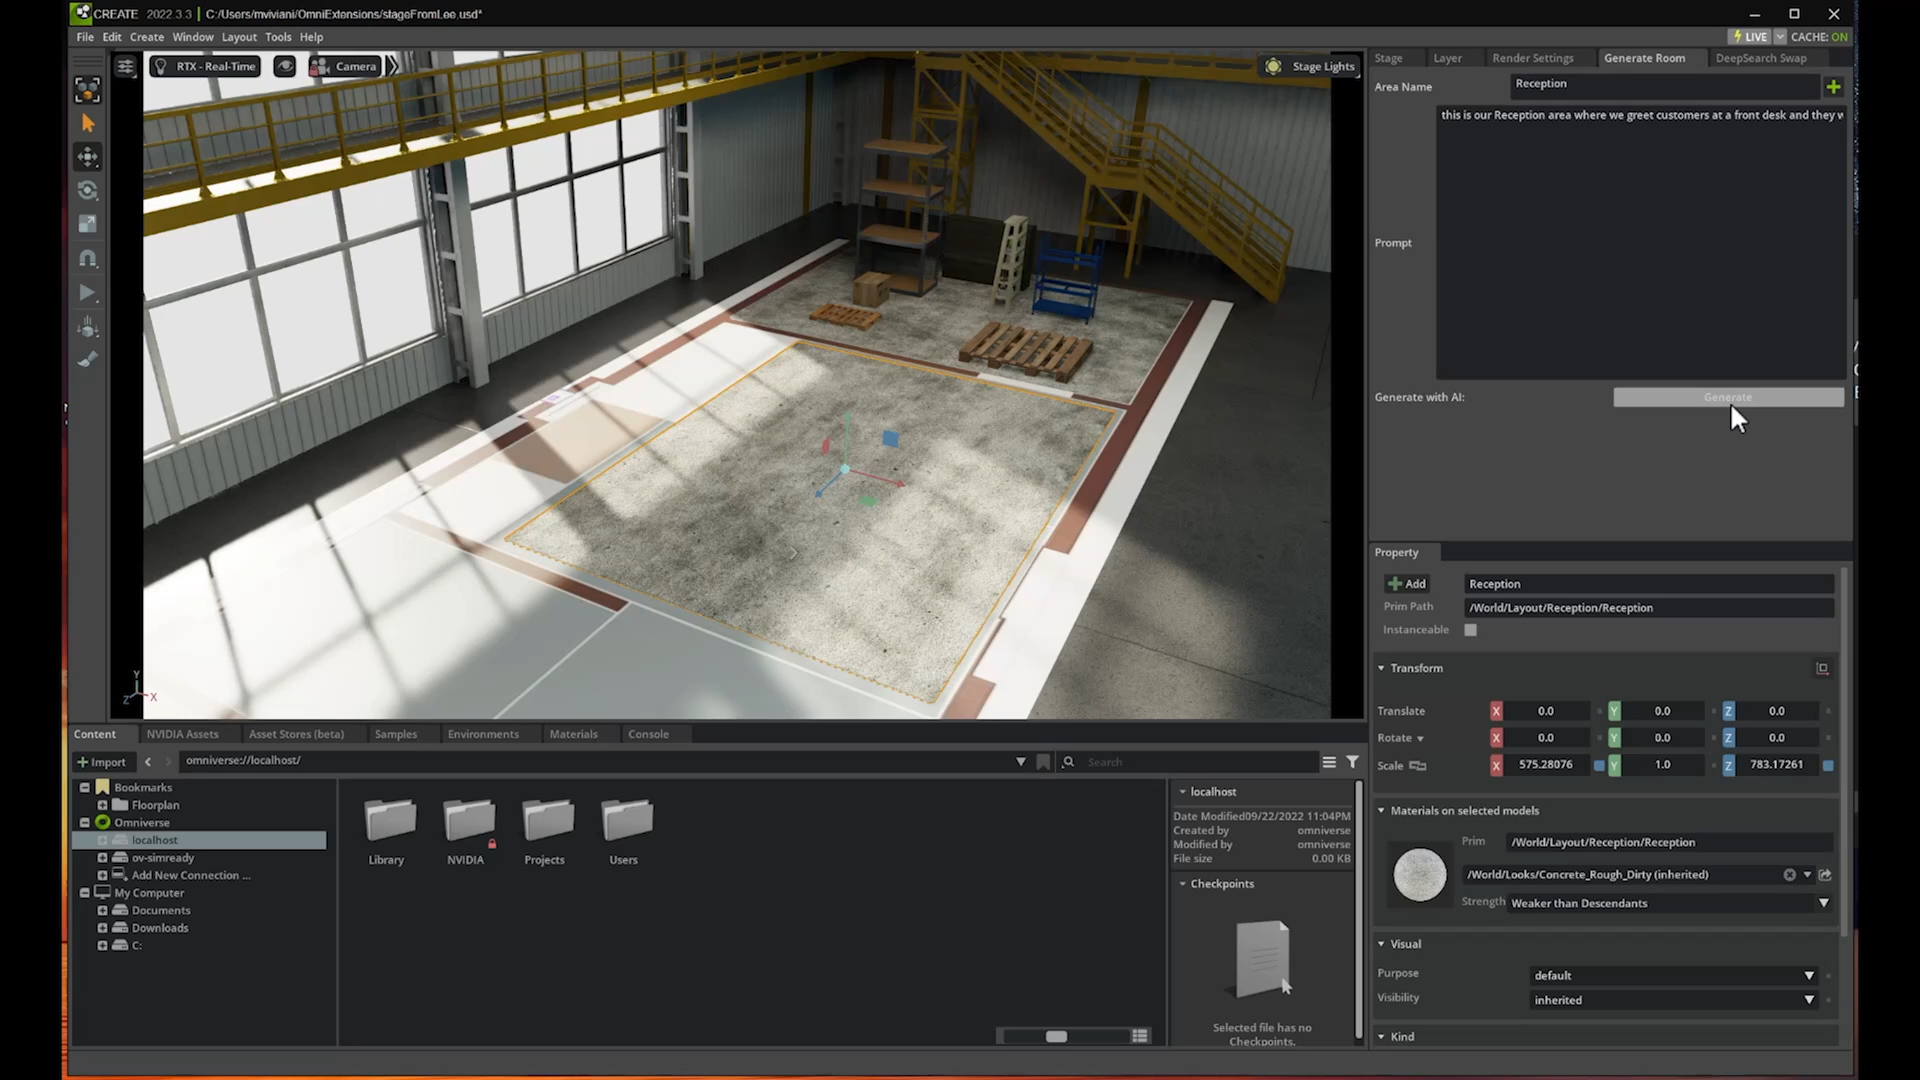 CREATE 2022.3.3 | C:/Users/mviviani/OmniExtensions/stageFromLee.usd*
File Edit Create Window Layout Tools Help
LIVE CACHE: ON
RTX - Real-Time
Camera
Stage Lights
Stage Layer Render Settings Generate Room DeepSearch Swap
Area Name Reception
this is our Reception area where we greet customers at a front desk and they w
Prompt
Generate with AI: Generate
Property
Add Reception
Prim Path /World/Layout/Reception/Reception
Instanceable
Transform
Translate X 0.0 Y 0.0 Z 0.0
Rotate X 0.0 Y 0.0 Z 0.0
Scale X 575.28076 Y 1.0 Z 783.17261
Materials on selected models
Prim /World/Layout/Reception/Reception
/World/Looks/Concrete_Rough_Dirty (inherited)
Strength Weaker than Descendants
Visual
Purpose default
Visibility inherited
Kind
Y
Z X
Content NVIDIA Assets Asset Stores (beta) Samples Environments Materials Console
Import omniverse://localhost/ Search
Bookmarks
Floorplan
Omniverse
localhost
ov-simready
Add New Connection ...
My Computer
Documents
Downloads
C:
Library NVIDIA Projects Users
localhost
Date Modified09/22/2022 11:04PM
Created by omniverse
Modified by omniverse
File size 0.00 KB
Checkpoints
Selected file has no
Checkpoints.